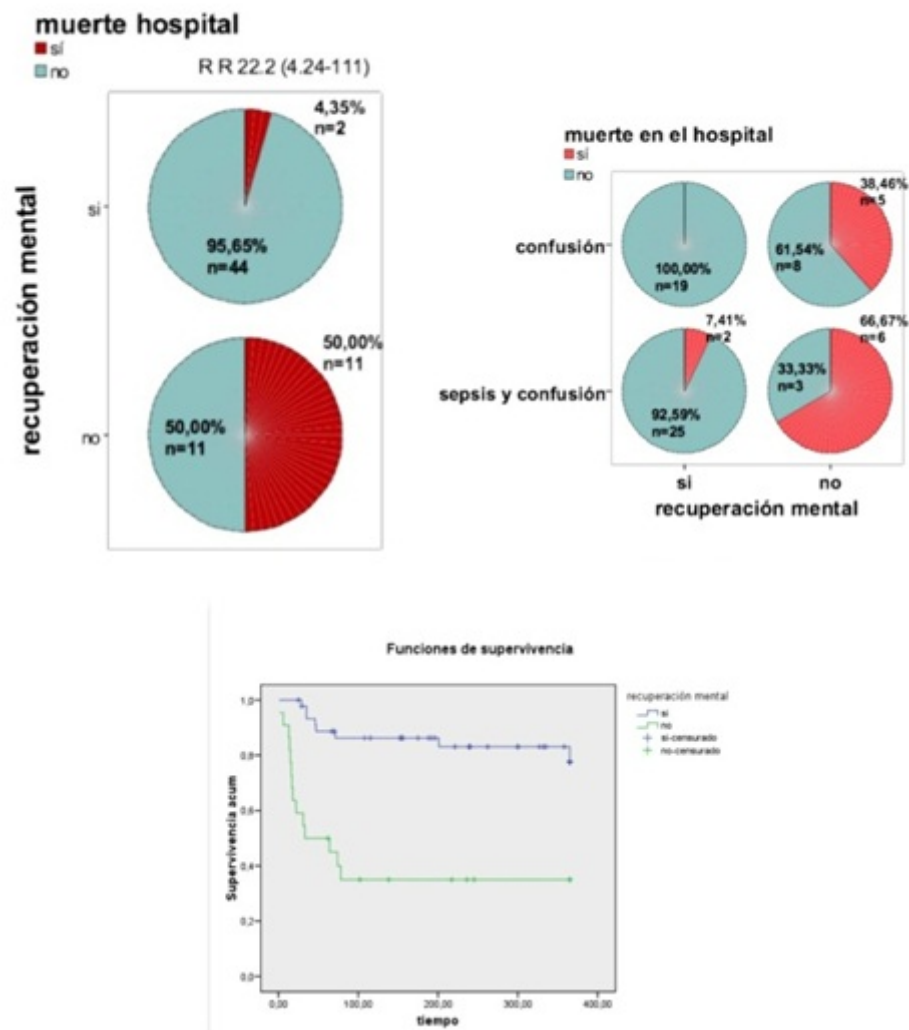 muerte hospital
sí
no
R R 22.2 (4.24-111)
4,35%
n=2
sí
95,65%
n=44
recuperación mental
50,00%
n=11
50,00%
n=11
no
muerte en el hospital
sí
no
38,46%
n=5
confusión
61,54%
n=8
100,00%
n=19
7,41%
n=2
66,67%
n=6
33,33%
n=3
sepsis y confusión
92,59%
n=25
si
no
recuperación mental
Funciones de supervivencia
recuperación mental
si
no
si-censurado
no-censurado
1,0
0,8
0,6
0,4
0,2
0,0
Supervivencia acum
0,00
100,00
200,00
300,00
400,00
tiempo